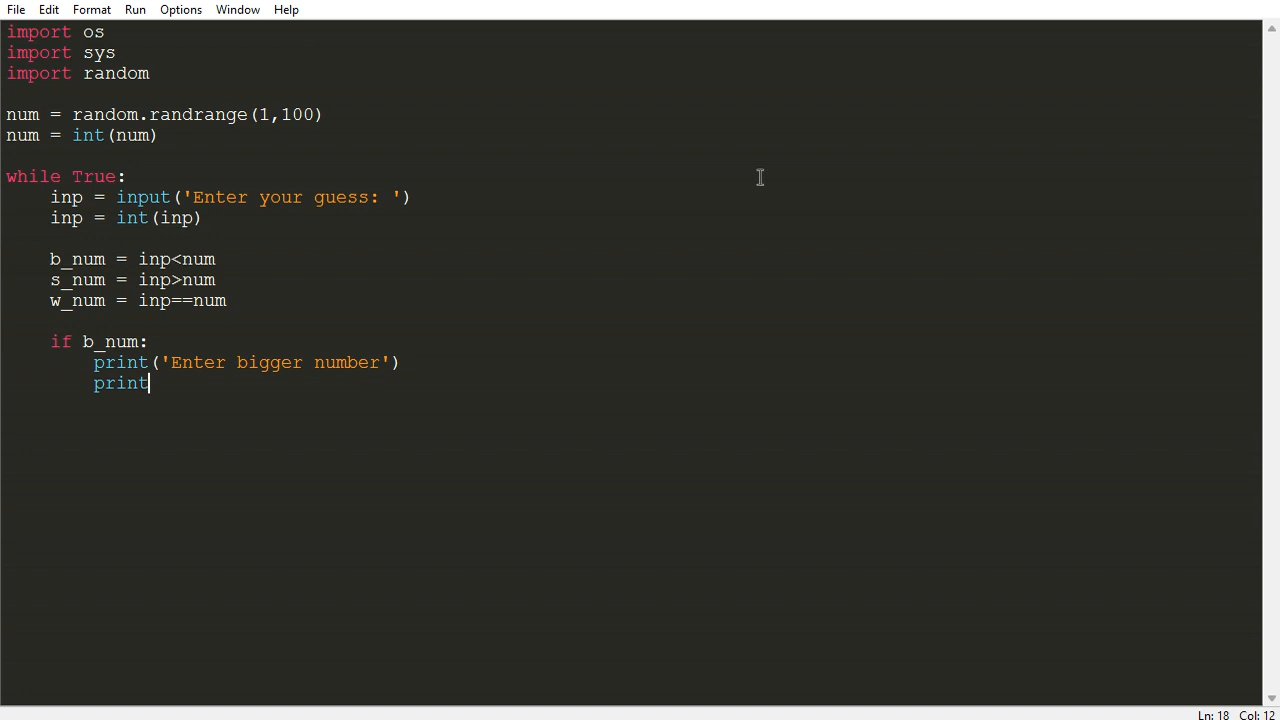 File Edit Format Run Options Window Help
import os
import sys
import random
num = random.randrange(1,100)
num = int(num)
while True:
    inp = input('Enter your guess: ')
    inp = int(inp)
    b_num = inp<num
    s_num = inp>num
    w_num = inp==num
    if b_num:
        print('Enter bigger number')
        print
Ln: 18 Col: 12